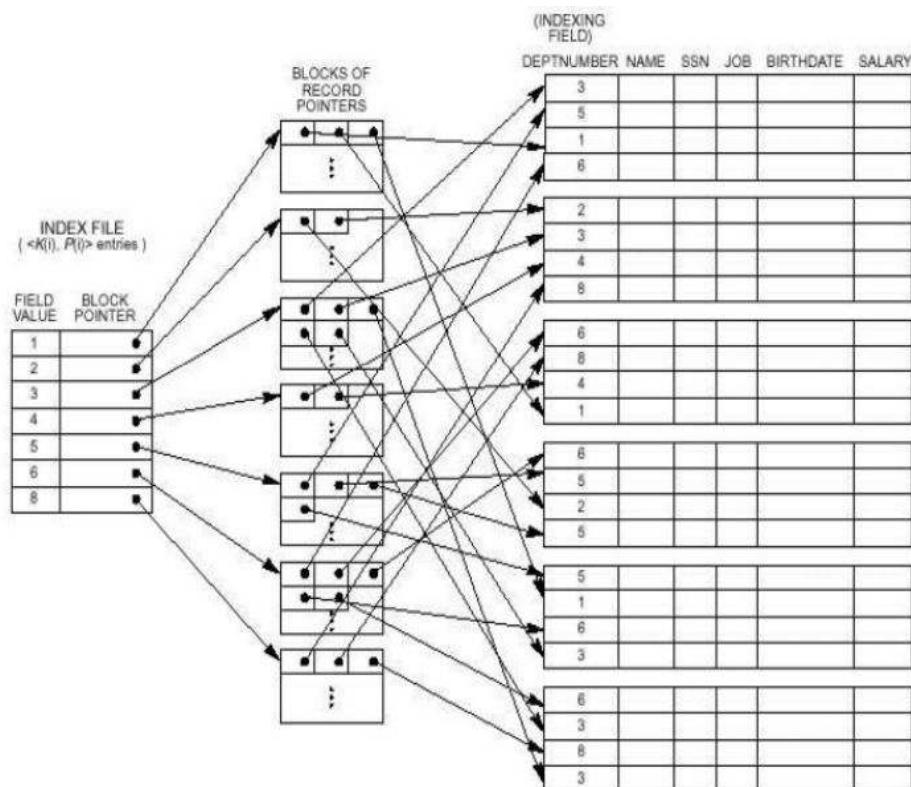 (INDEXING
FIELD)
DEPTNUMBER NAME SSN JOB BIRTHDATE SALARY
BLOCKS OF
RECORD
POINTERS
INDEX FILE
( <K(i), P(i)> entries )
FIELD
VALUE
BLOCK
POINTER
1
2
3
4
5
6
8
3
5
1
6
2
3
4
8
6
8
4
1
6
5
2
5
5
1
6
3
6
3
8
3